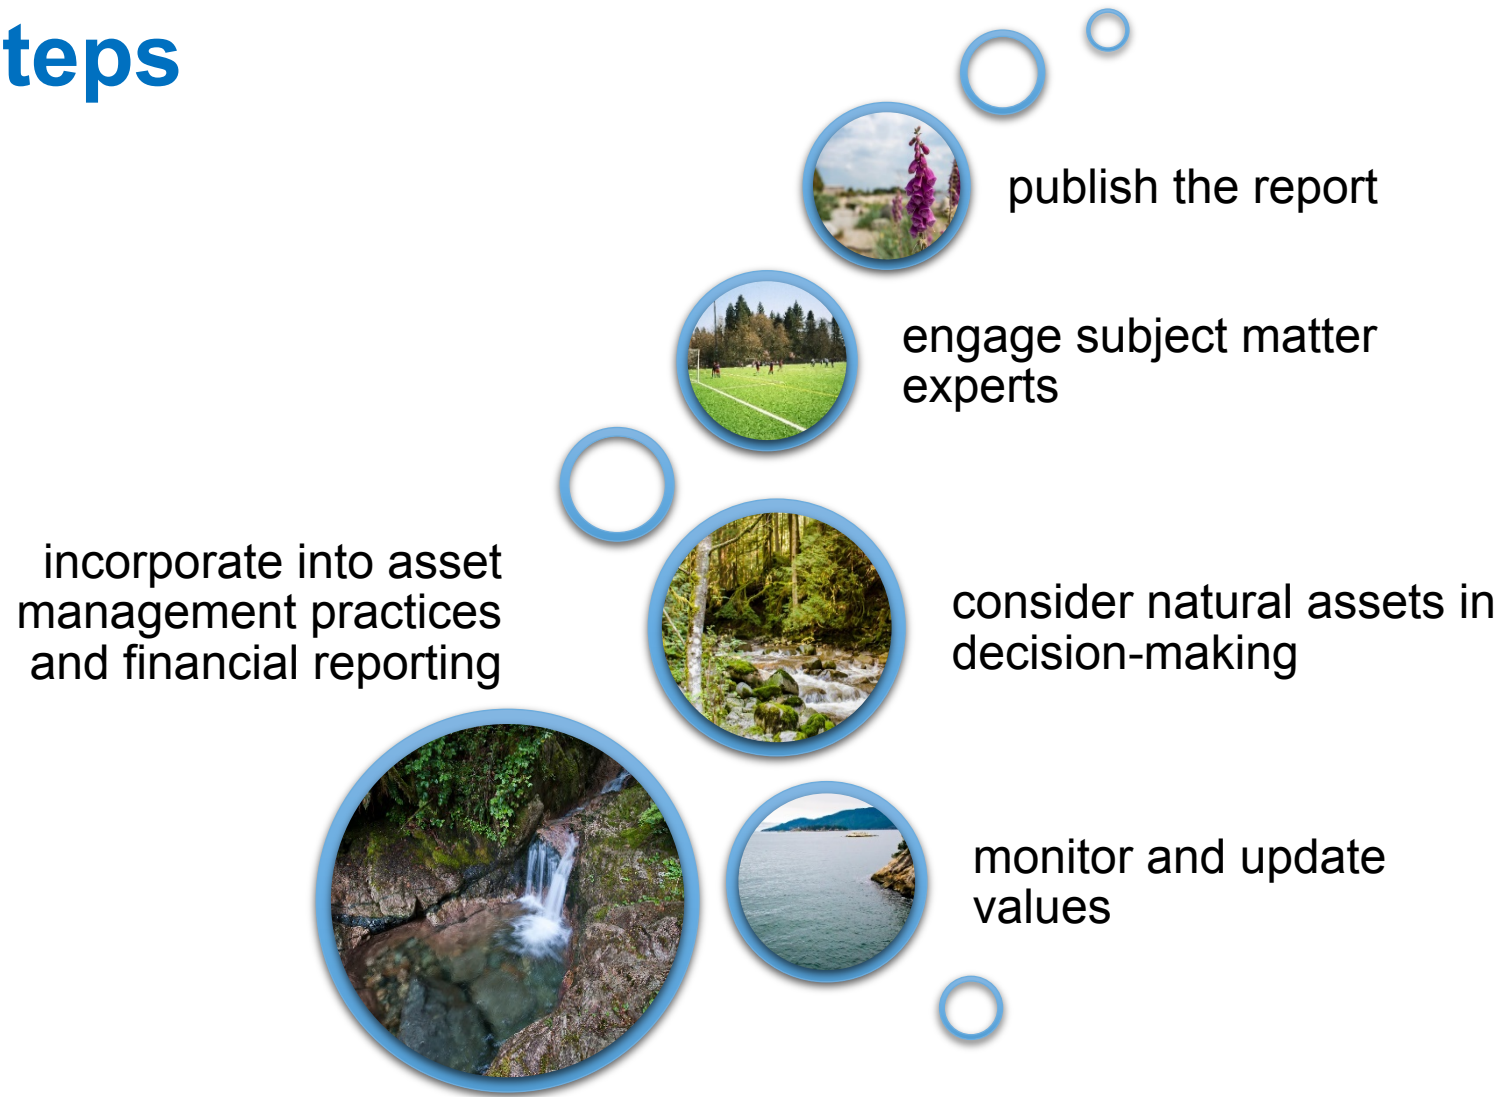 teps
publish the report
engage subject matter
experts
incorporate into asset
management practices
and financial reporting
consider natural assets in
decision-making
monitor and update
values